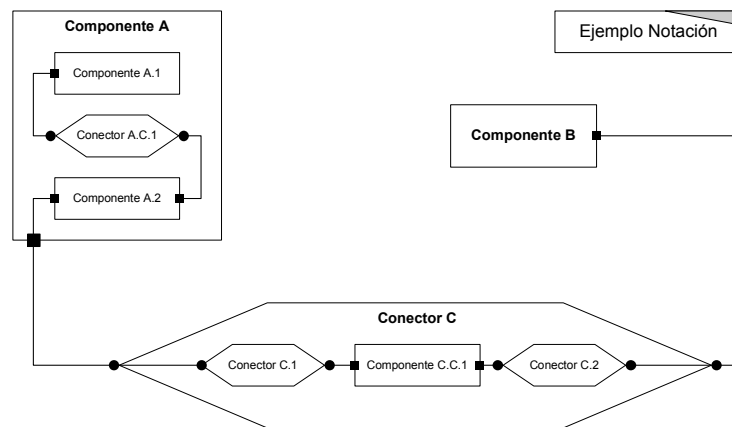 Componente A
Ejemplo Notación
Componente A.1
Conector A.C.1
Componente B
Componente A.2
Conector C
Conector C.1
Componente C.C.1
Conector C.2